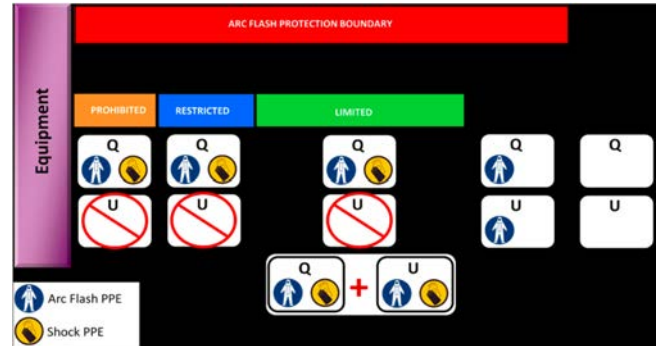 ARC FLASH PROTECTION BOUNDARY
Equipment
PROHIBITED RESTRICTED LIMITED
Q Q Q Q Q
U U U U U
Q + U
Arc Flash PPE
Shock PPE